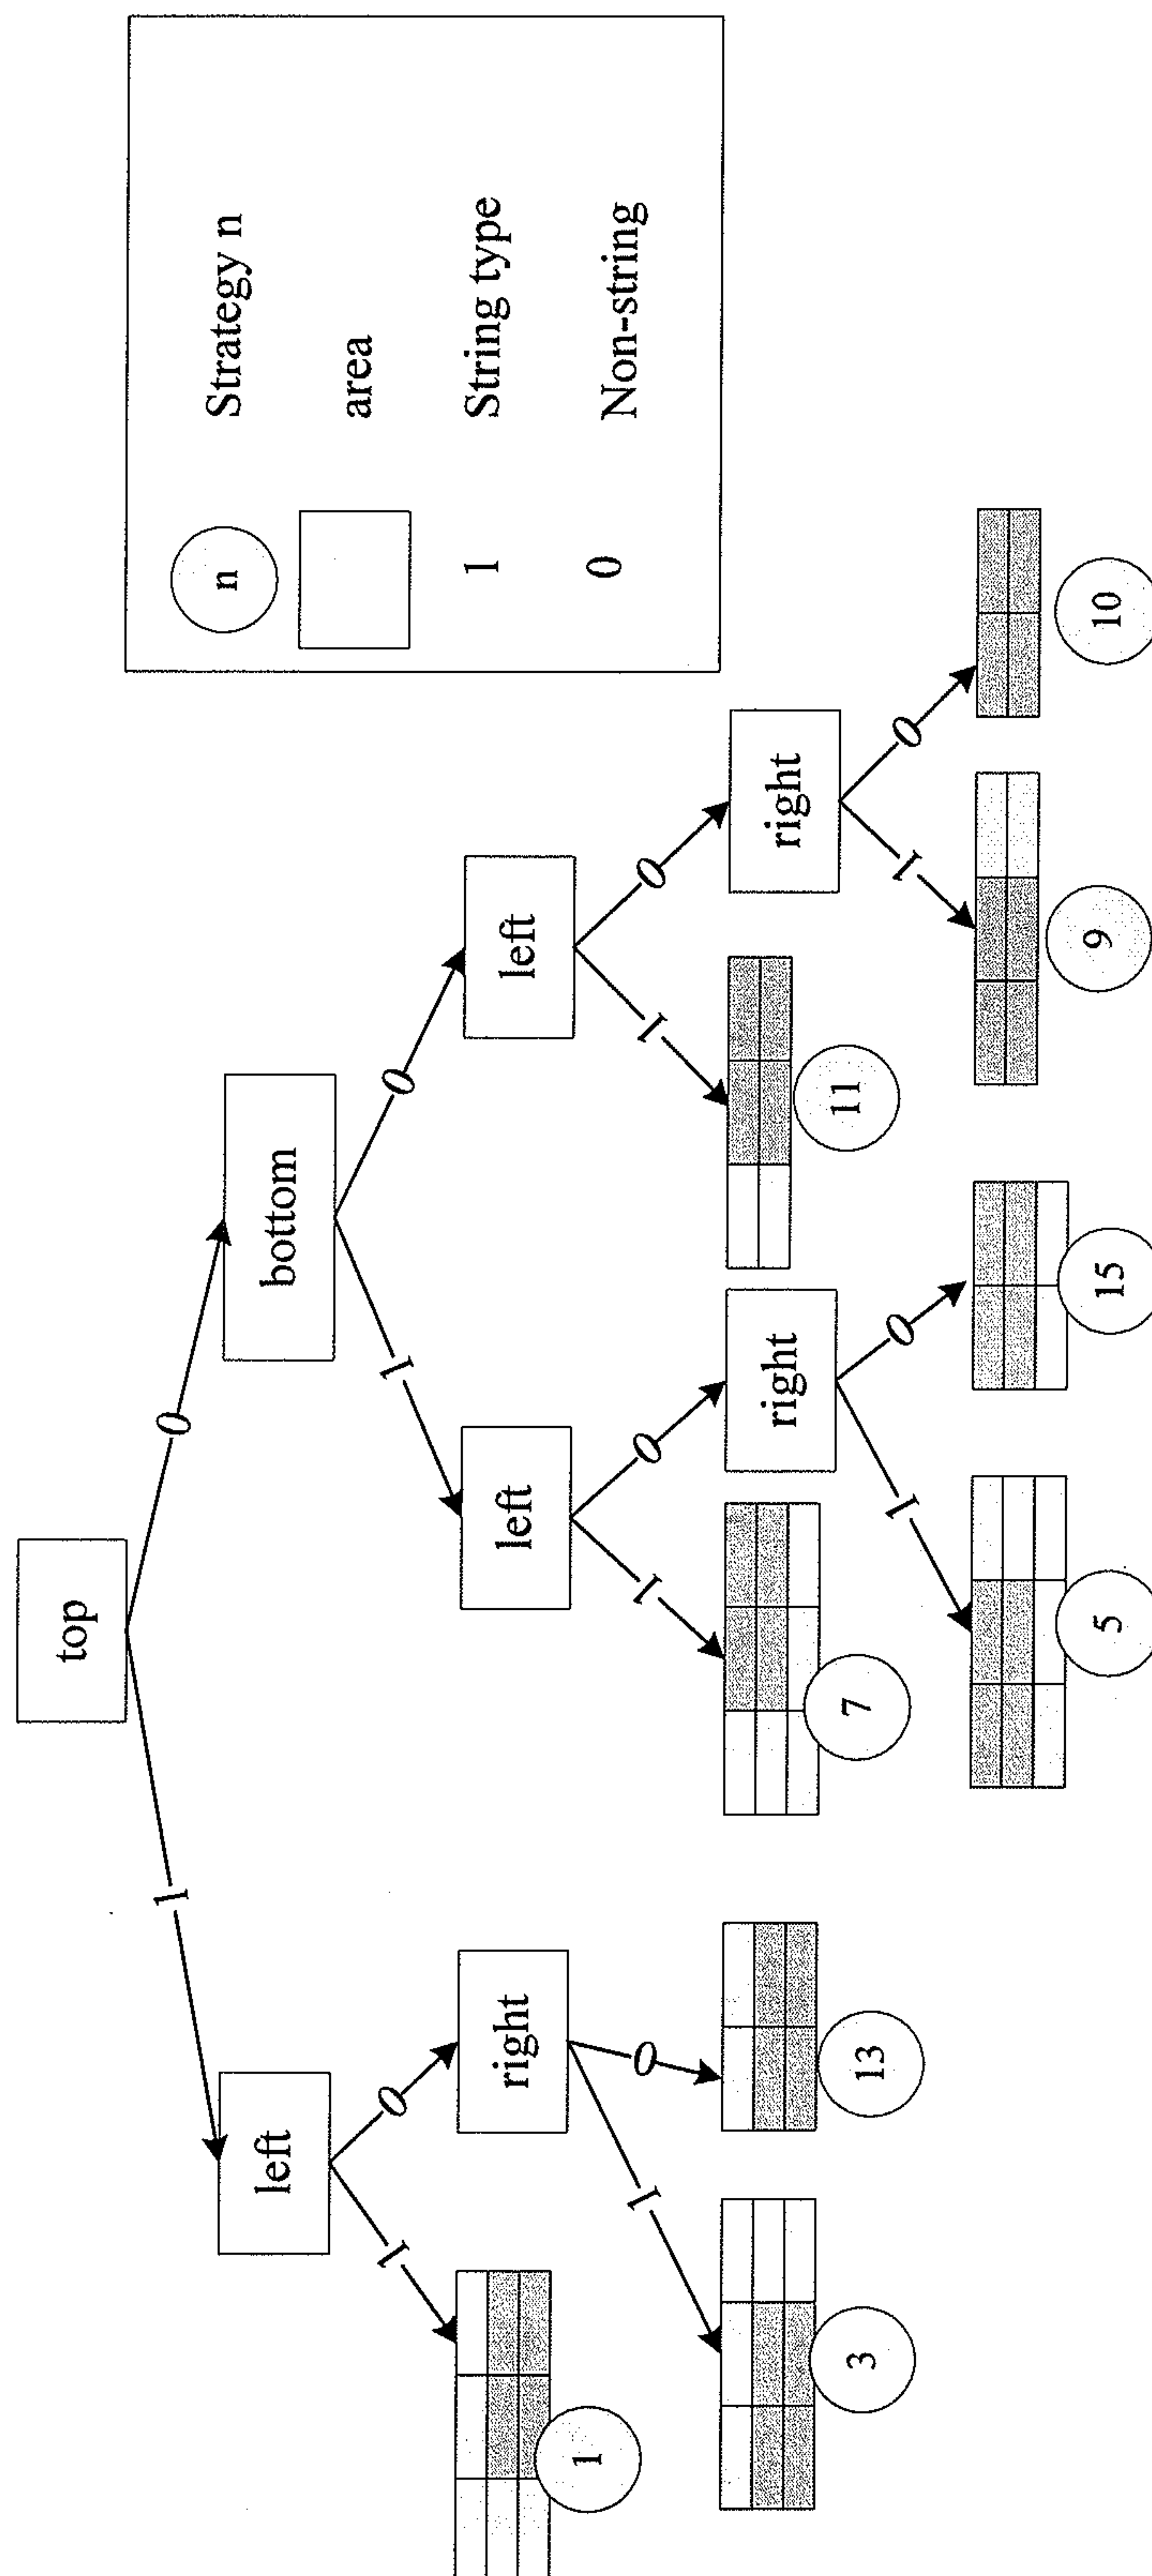 top
1 0
left bottom
1 0 1 0
right left left
1
1 0 1 0 1 0
right right
3 13 7 11
1 0 1 0
5 15 9 10
n Strategy n
area
1 String type
0 Non-string